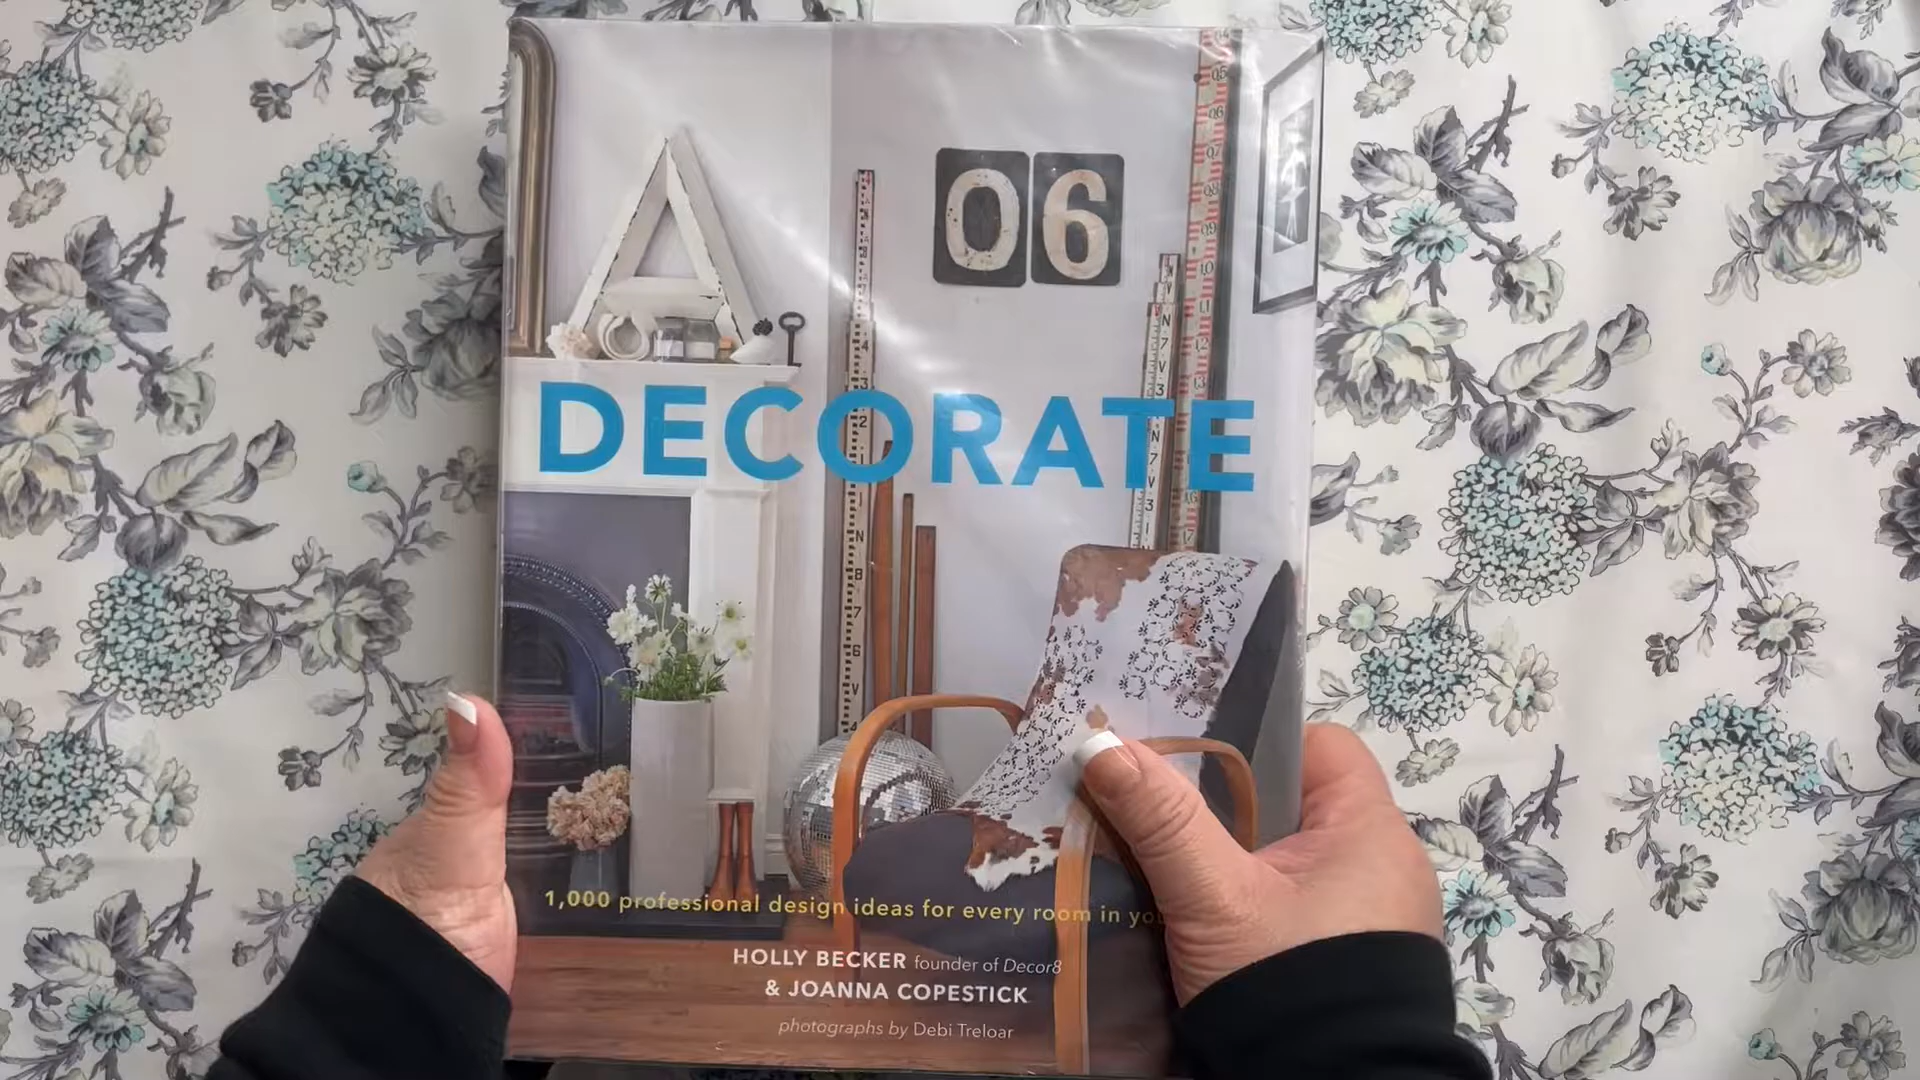 06
DECORATE
1,000 professional design ideas for every room in
HOLLY BECKER founder of Decor8
& JOANNA COPESTICK
photographs by Debi Treloar